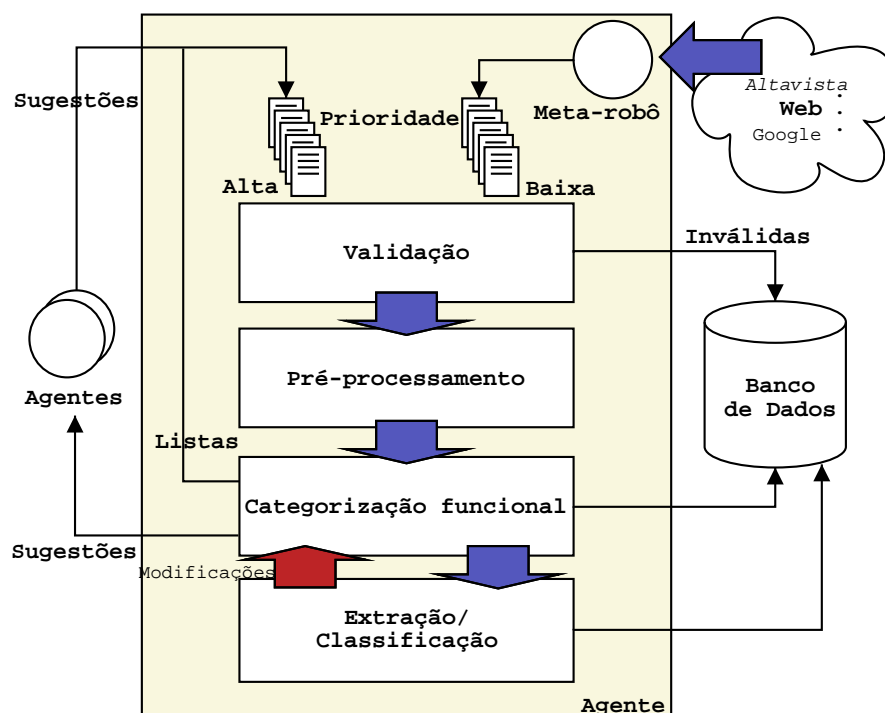 Altavista
Sugestões
Prioridade
Meta-robô
Web
Google
Alta
Baixa
Validação
Inválidas
Pré-processamento
Banco
de Dados
Agentes
Listas
Categorização funcional
Sugestões
Modificações
Extração/
Classificação
Agente